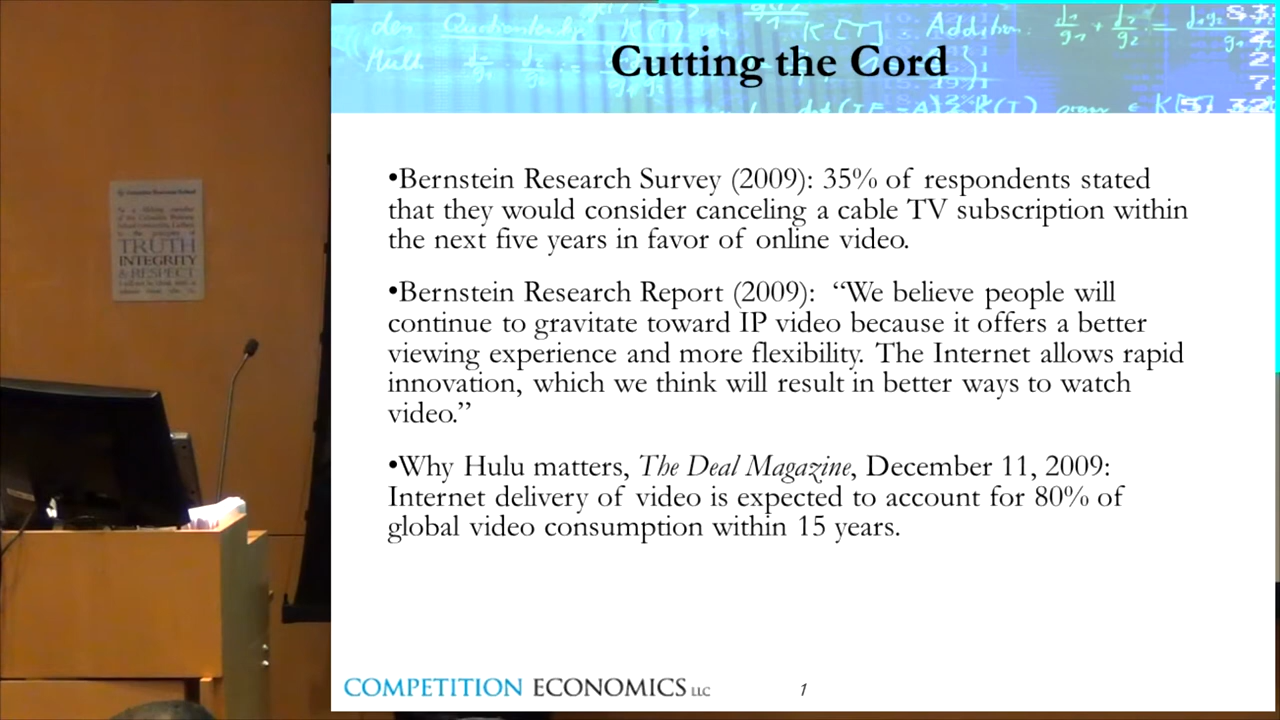 Cutting the Cord
•Bernstein Research Survey (2009): 35% of respondents stated
that they would consider canceling a cable TV subscription within
the next five years in favor of online video.
•Bernstein Research Report (2009): “We believe people will
continue to gravitate toward IP video because it offers a better
viewing experience and more flexibility. The Internet allows rapid
innovation, which we think will result in better ways to watch
video.”
•Why Hulu matters, The Deal Magazine, December 11, 2009:
Internet delivery of video is expected to account for 80% of
global video consumption within 15 years.
COMPETITION ECONOMICS LLC
1
TRUTH
INTEGRITY
& RESPECT
Addition:
K[T]